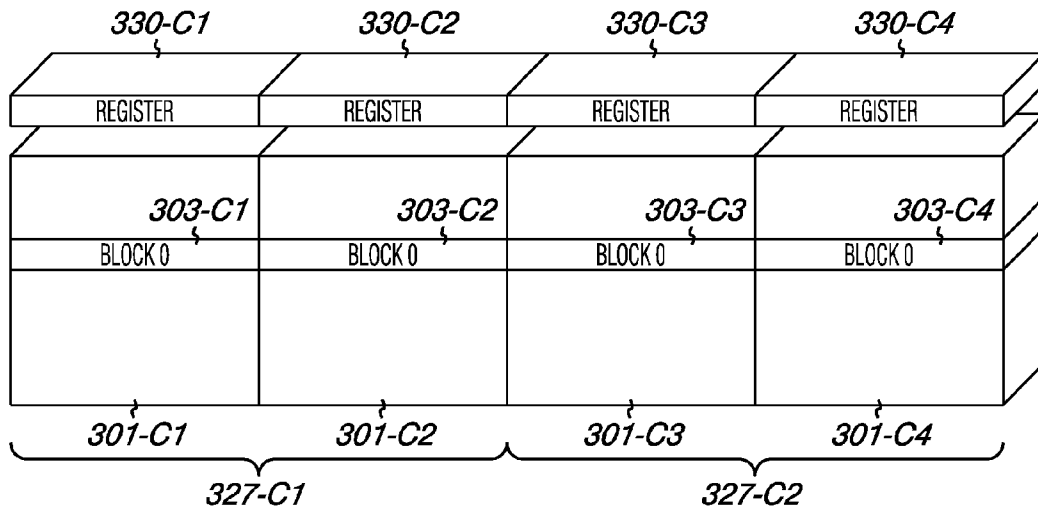 330-C1 330-C2 330-C3 330-C4
REGISTER REGISTER REGISTER REGISTER
303-C1 303-C2 303-C3 303-C4
BLOCK 0 BLOCK 0 BLOCK 0 BLOCK 0
301-C1 301-C2 301-C3 301-C4
327-C1 327-C2